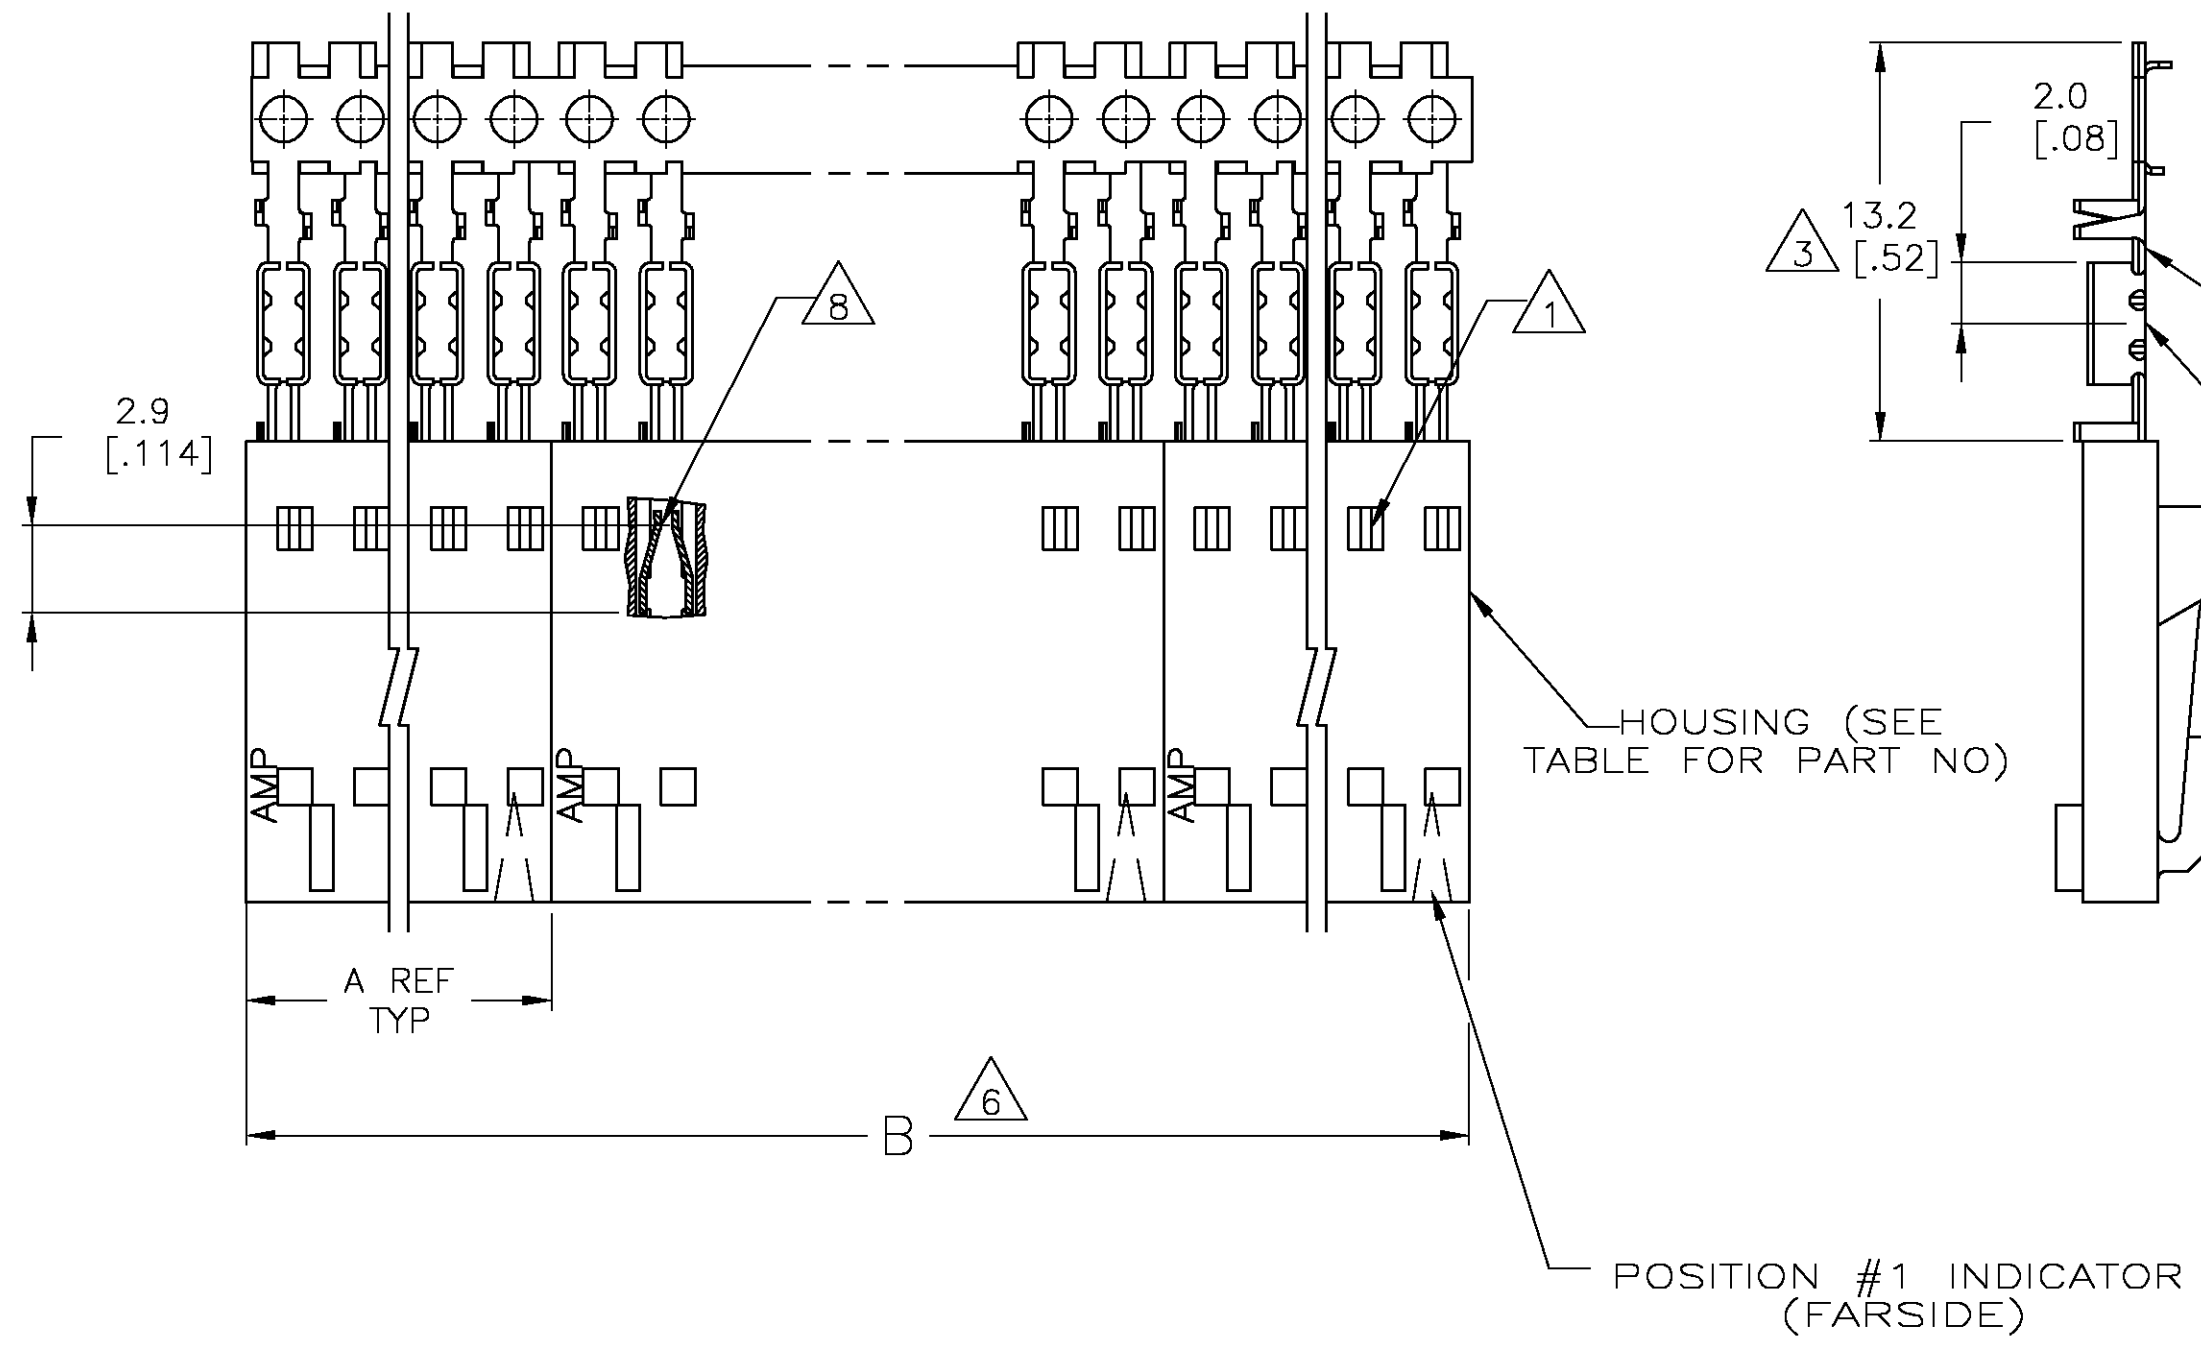 2.0
[.08]
3
13.2
[.52]
8
1
2.9
[.114]
HOUSING (SEE
TABLE FOR PART NO)
AMP
AMP
AMP
A REF
TYP
6
B
POSITION #1 INDICATOR
(FARSIDE)